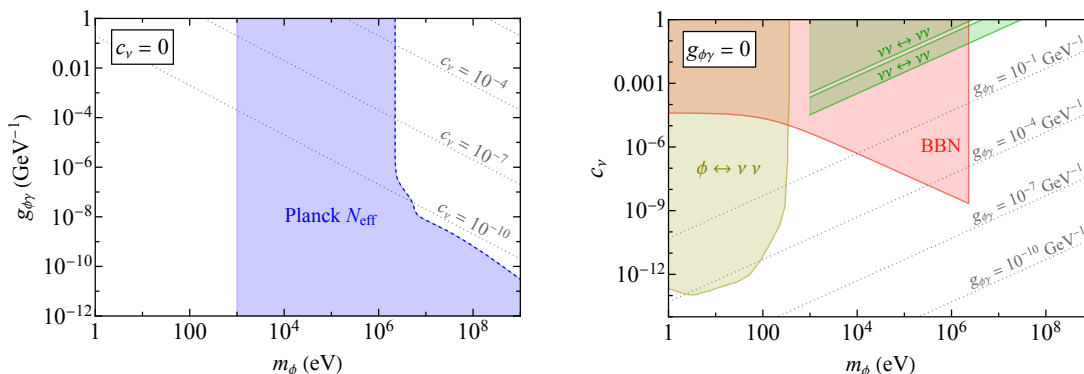 1
0.01
10⁻⁴
10⁻⁶
10⁻⁸
10⁻¹⁰
10⁻¹²
g_ϕγ (GeV⁻¹)
c_ν = 0
c_ν = 10⁻⁴
c_ν = 10⁻⁷
c_ν = 10⁻¹⁰
Planck N_eff
1 100 10⁴ 10⁶ 10⁸
m_ϕ (eV)
1
0.001
10⁻⁶
10⁻⁹
10⁻¹²
c_ν
g_ϕγ = 0
νν ↔ νν
νν ↔ νν
g_ϕγ = 10⁻¹ GeV⁻¹
BBN
g_ϕγ = 10⁻⁴ GeV⁻¹
ϕ ↔ ν ν
g_ϕγ = 10⁻⁷ GeV⁻¹
g_ϕγ = 10⁻¹⁰ GeV⁻¹
1 100 10⁴ 10⁶ 10⁸
m_ϕ (eV)